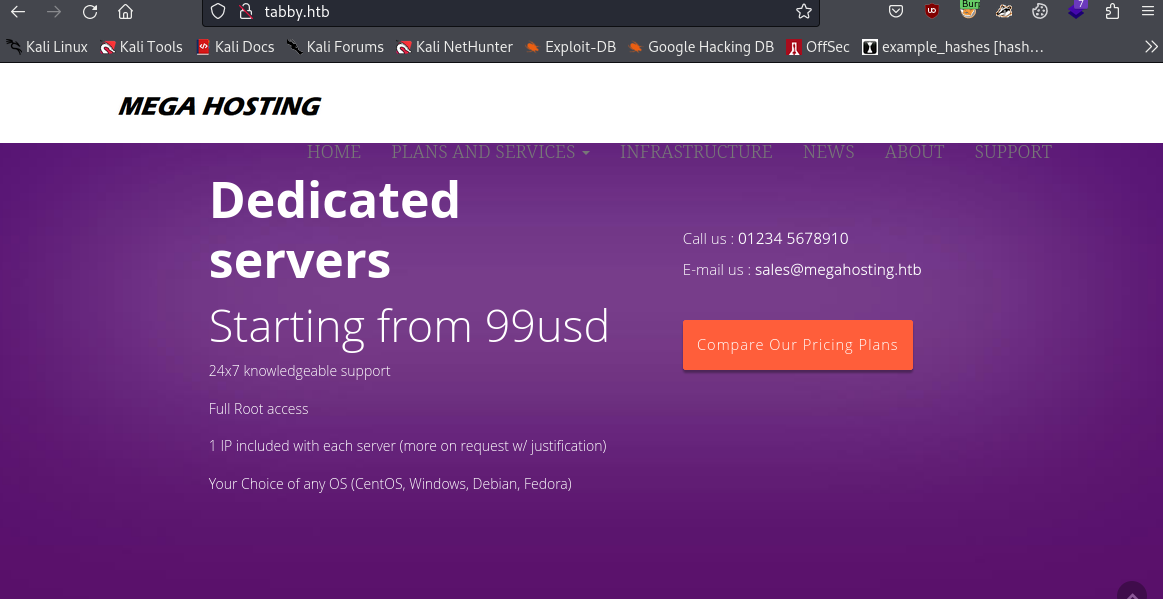 tabby.htb
Burp
7
Kali Linux Kali Tools Kali Docs Kali Forums Kali NetHunter Exploit-DB Google Hacking DB OffSec example_hashes [hash…
MEGA HOSTING
HOME PLANS AND SERVICES INFRASTRUCTURE NEWS ABOUT SUPPORT
Dedicated
servers
Starting from 99usd
24x7 knowledgeable support
Full Root access
1 IP included with each server (more on request w/ justification)
Your Choice of any OS (CentOS, Windows, Debian, Fedora)
Call us : 01234 5678910
E-mail us : sales@megahosting.htb
Compare Our Pricing Plans